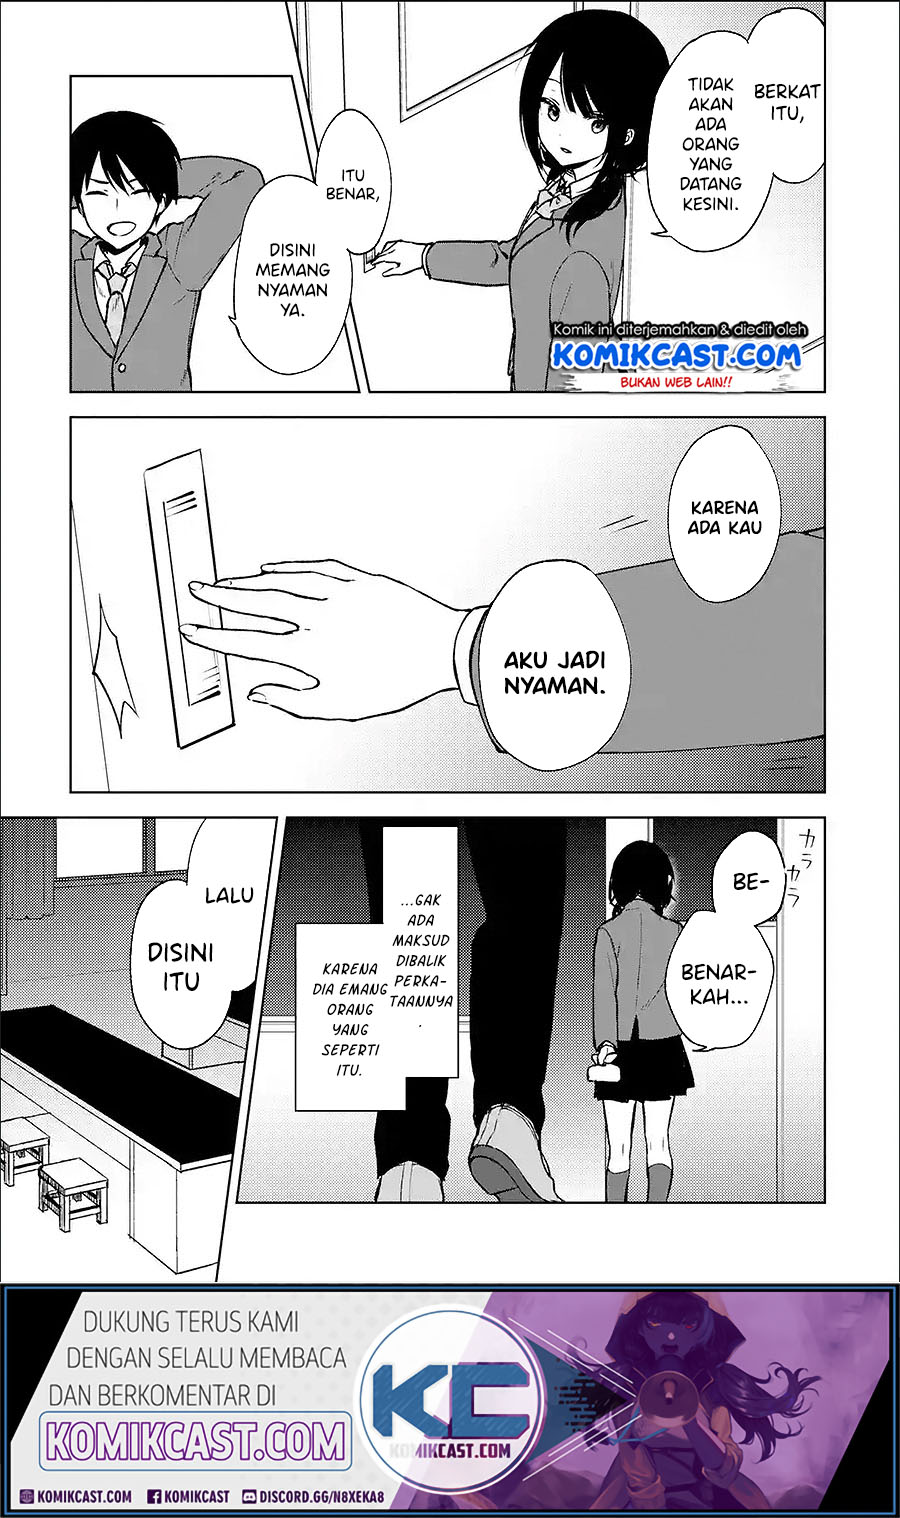 BERKAT
ITU,
TIDAK
AKAN
ADA
ORANG
YANG
DATANG
KESINI.
ITU
BENAR,
DISINI
MEMANG
NYAMAN
YA.
Komik ini diterjemahkan & diedit oleh
KOMIKCAST.COM
BUKAN WEB LAIN!!
KARENA
ADA KAU
AKU JADI
NYAMAN.
カラカラ
BE-
BENAR-
KAH...
...GAK
ADA
MAKSUD
DIBALIK
PERKA-
TAANNYA
.
KARENA
DIA EMANG
ORANG
YANG
SEPERTI
ITU.
LALU
DISINI
ITU
DUKUNG TERUS KAMI
DENGAN SELALU MEMBACA
DAN BERKOMENTAR DI
KOMIKCAST.COM
KOMIKCAST.COM
KOMIKCAST
DISCORD.GG/N8XEKA8
KC
KOMIKCAST.COM